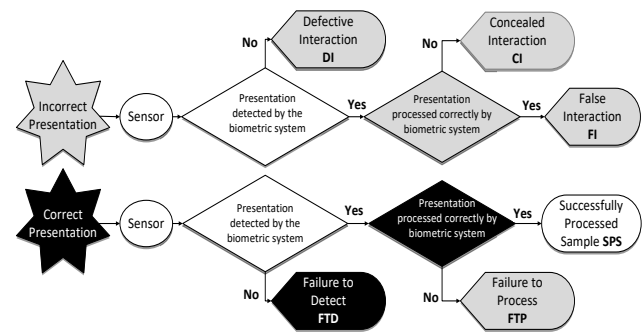 No
Defective
Interaction
DI
No
Concealed
Interaction
CI
Incorrect
Presentation
Sensor
Presentation
detected by the
biometric system
Yes
Presentation
processed correctly by
biometric system
Yes
False
Interaction
FI
Correct
Presentation
Sensor
Presentation
detected by the
biometric system
Yes
Presentation
processed correctly by
biometric system
Yes
Successfully
Processed
Sample SPS
No
Failure to
Detect
FTD
No
Failure to
Process
FTP